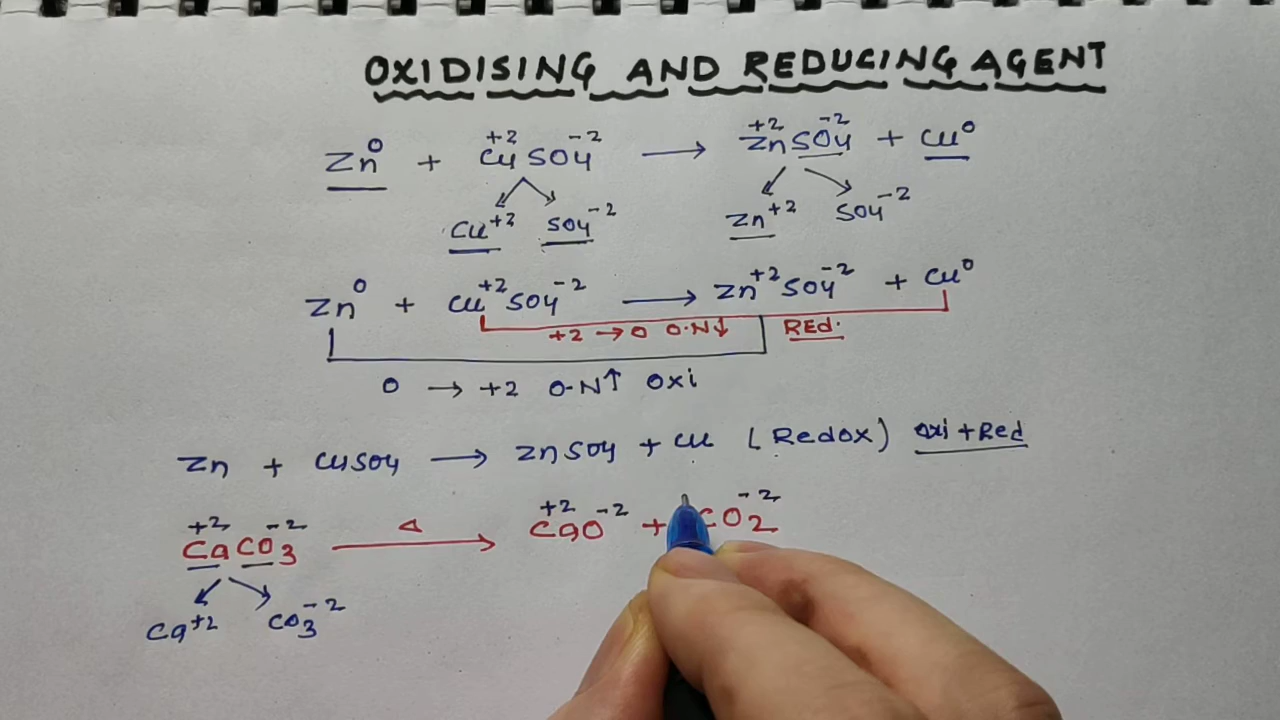 OXIDISING AND REDUCING AGENT
Zn⁰ + Cu⁺²SO₄⁻² → Zn⁺²SO₄⁻² + Cu⁰
Cu⁺² SO₄⁻² Zn⁺² SO₄⁻²
Zn⁰ + Cu⁺²SO₄⁻² → Zn⁺²SO₄⁻² + Cu⁰
+2 → 0 O.N↓ REd.
0 → +2 O.N↑ Oxi
Zn + CuSO₄ → ZnSO₄ + Cu (Redox) Oxi + Red
Ca⁺²CO₃⁻² —Δ→ Ca⁺²O⁻² + CO₂⁻²
Ca⁺² CO₃⁻²